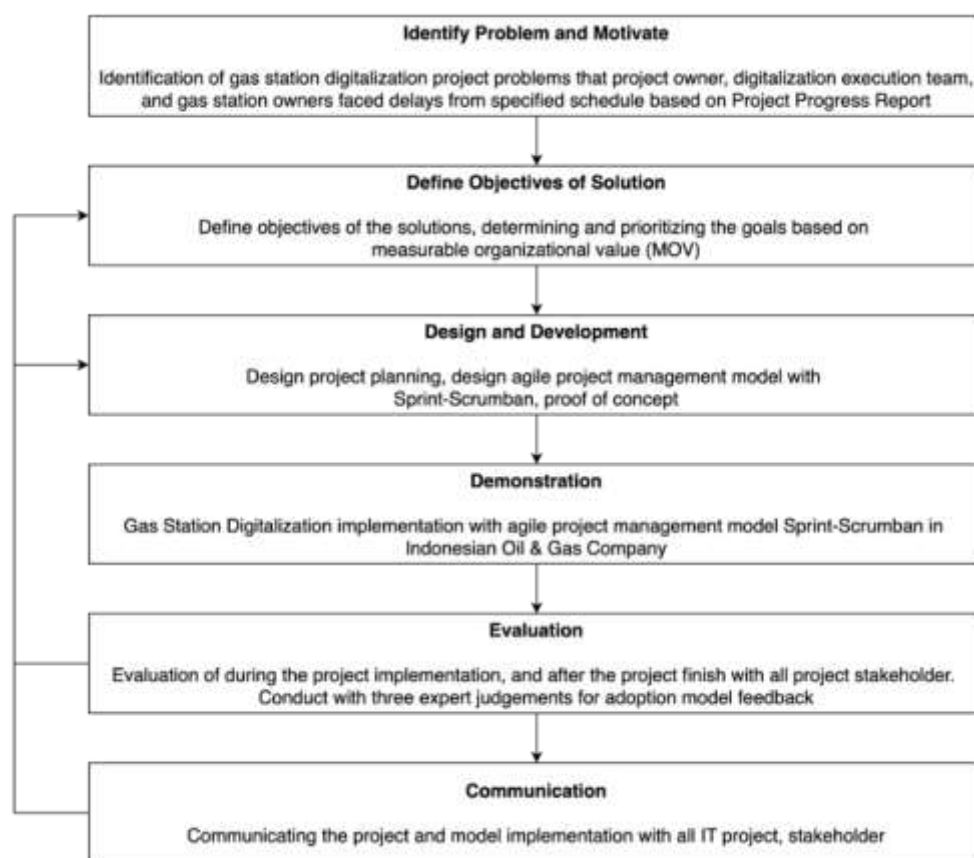 Identify Problem and Motivate
Identification of gas station digitalization project problems that project owner, digitalization execution team,
and gas station owners faced delays from specified schedule based on Project Progress Report
Define Objectives of Solution
Define objectives of the solutions, determining and prioritizing the goals based on
measurable organizational value (MOV)
Design and Development
Design project planning, design agile project management model with
Sprint-Scrumban, proof of concept
Demonstration
Gas Station Digitalization implementation with agile project management model Sprint-Scrumban in
Indonesian Oil & Gas Company
Evaluation
Evaluation of during the project implementation, and after the project finish with all project stakeholder.
Conduct with three expert judgements for adoption model feedback
Communication
Communicating the project and model implementation with all IT project, stakeholder